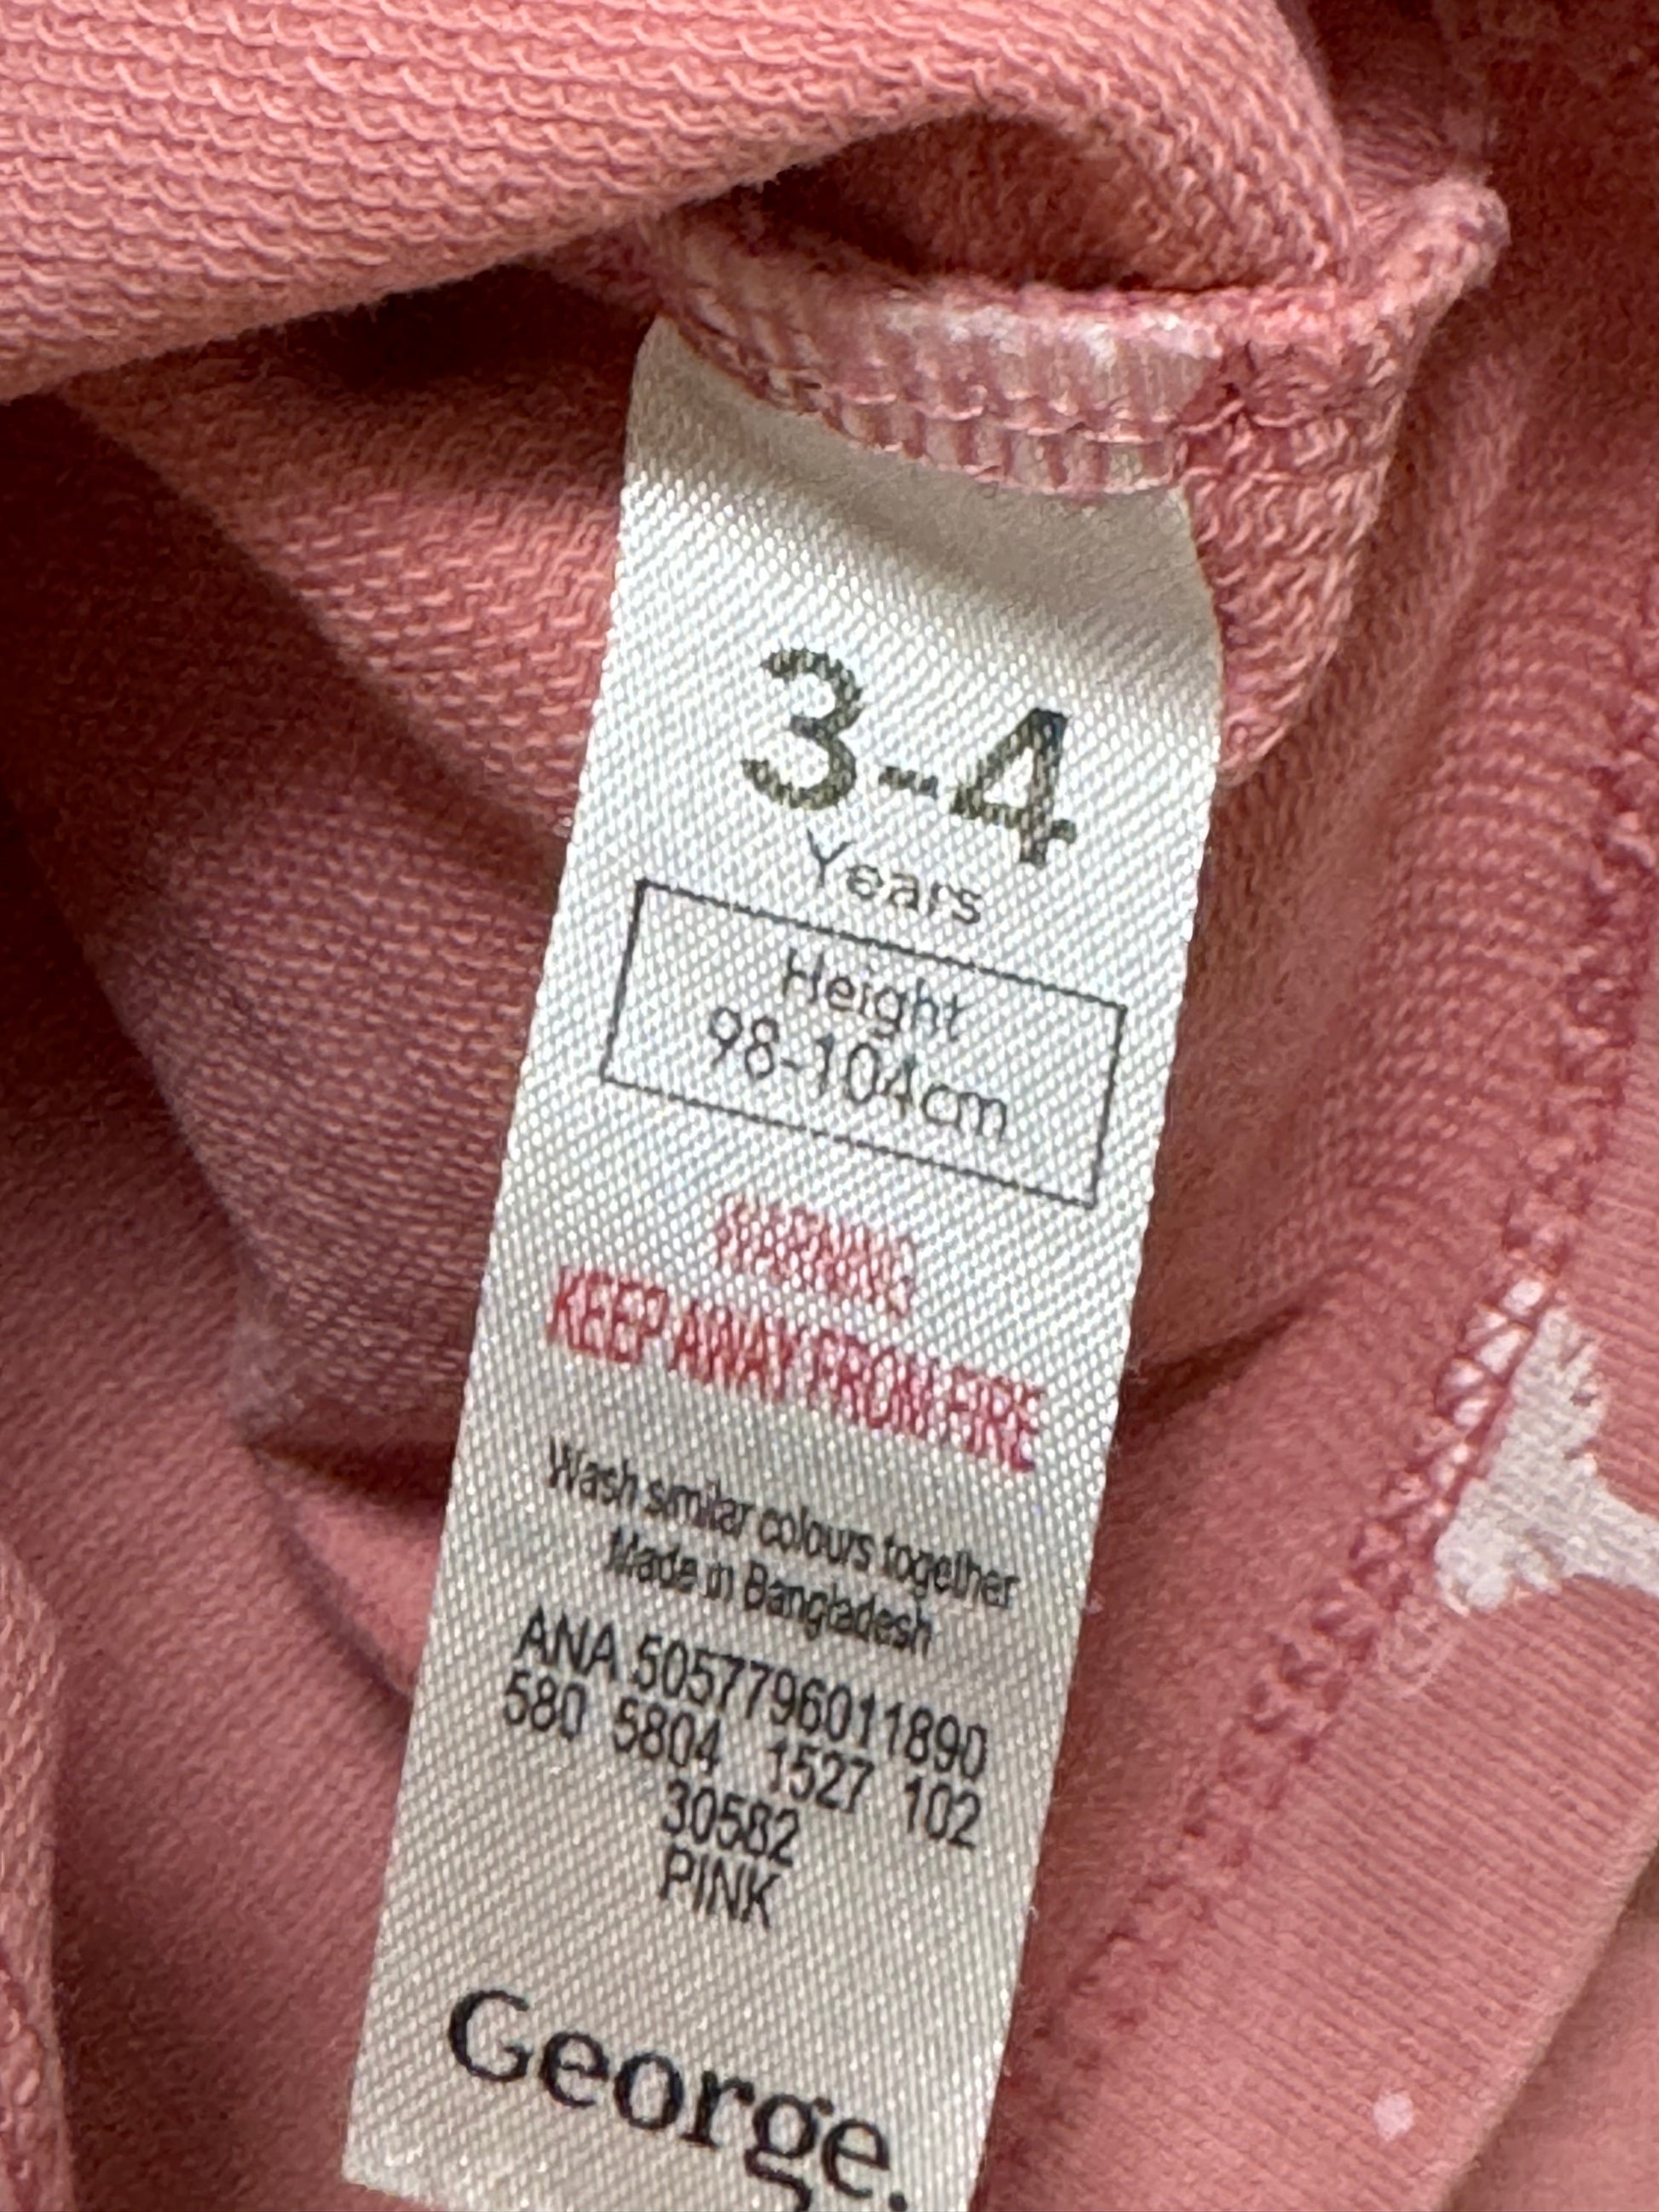 3-4
Years
Height
98-104cm
WARNING
KEEP AWAY FROM FIRE
Wash similar colours together
Made in Bangladesh
ANA 5057796011890
580 5804 1527 102
30582
PINK
George.